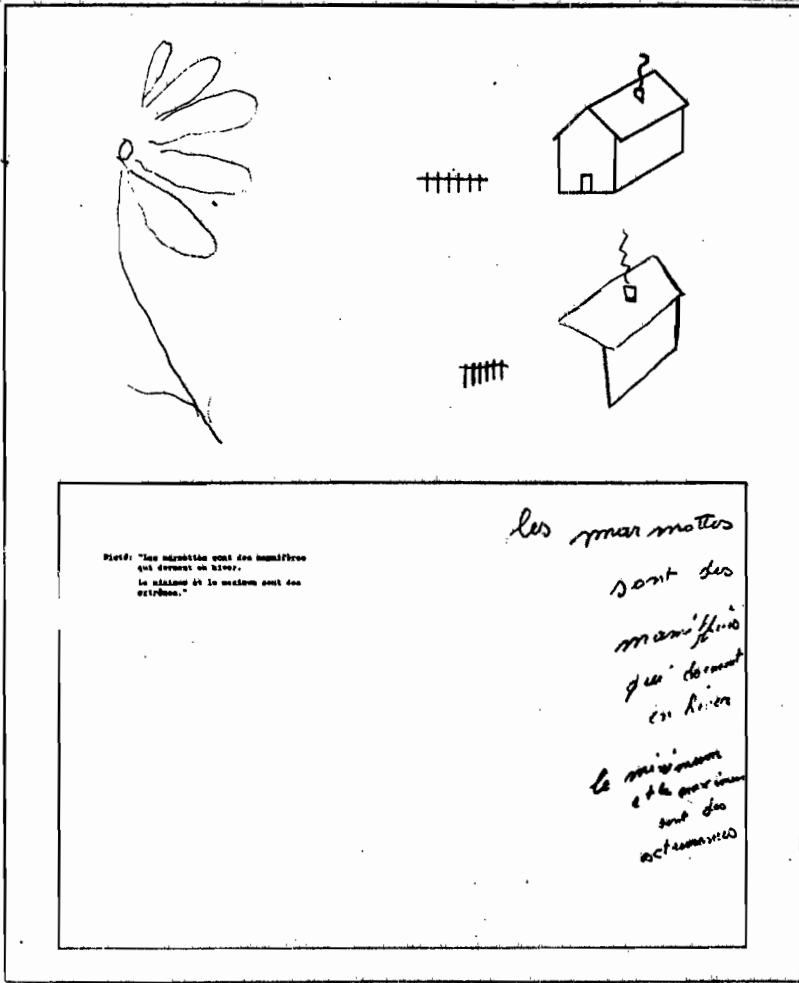 Dicté: "Les marmottes sont des mammifères
qui dorment en hiver.
Le minimum et le maximum sont des
extrêmes."
les marmottes
sont des
qui dorment
en hiver
le minimum
et le maximum
sont des